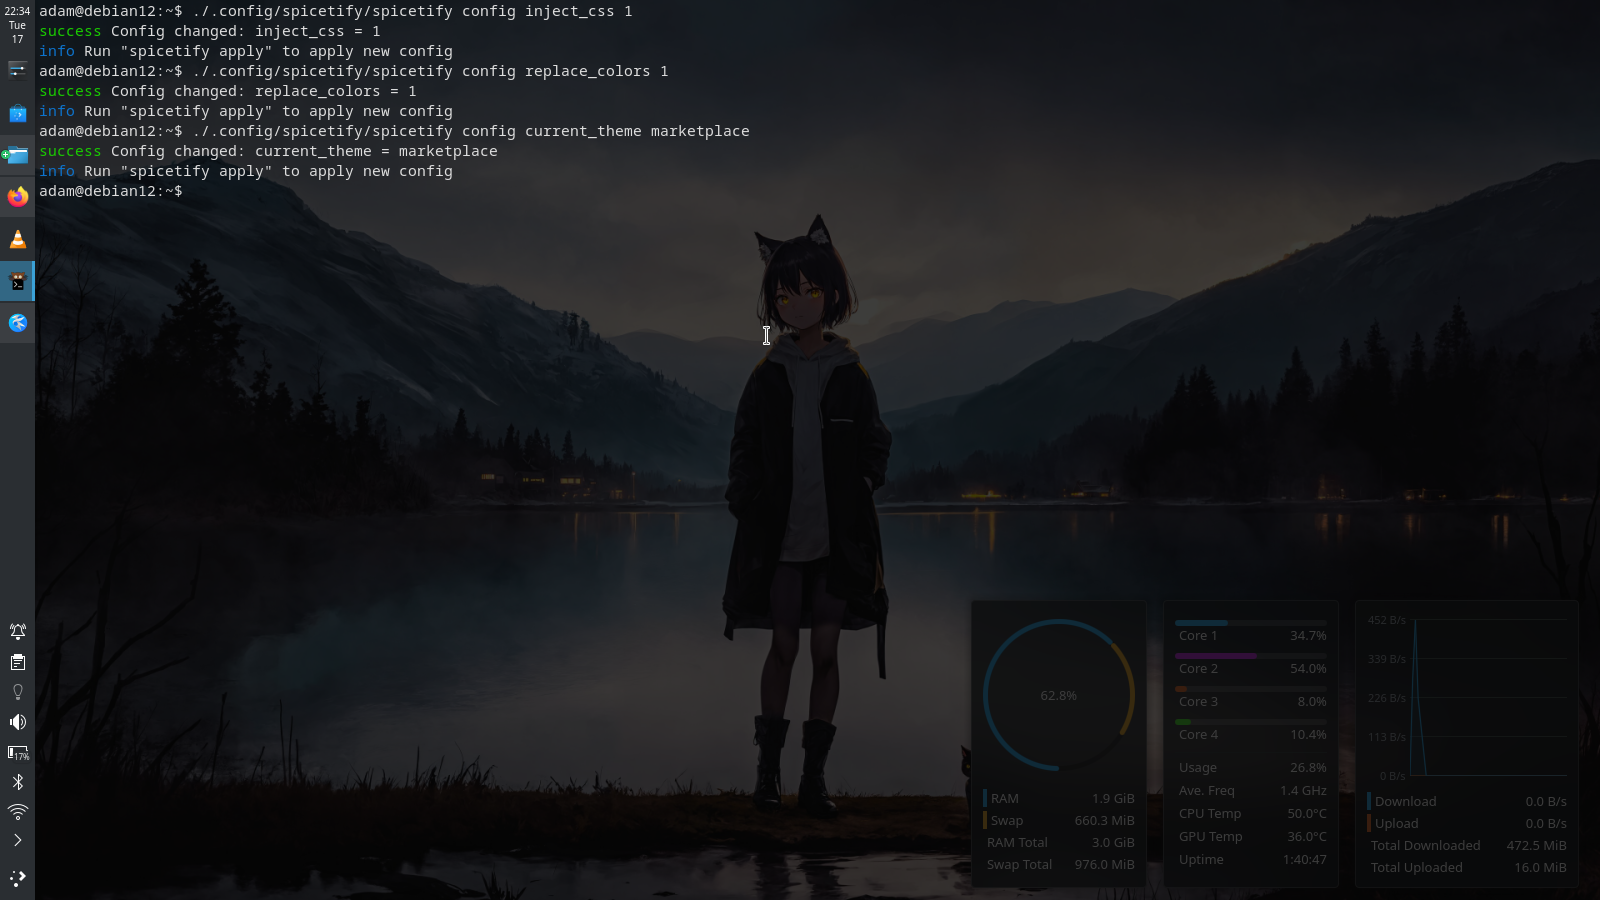 22:34
Tue
17
adam@debian12:~$ ./.config/spicetify/spicetify config inject_css 1
success Config changed: inject_css = 1
info Run "spicetify apply" to apply new config
adam@debian12:~$ ./.config/spicetify/spicetify config replace_colors 1
success Config changed: replace_colors = 1
info Run "spicetify apply" to apply new config
adam@debian12:~$ ./.config/spicetify/spicetify config current_theme marketplace
success Config changed: current_theme = marketplace
info Run "spicetify apply" to apply new config
adam@debian12:~$
17%
62.8%
RAM 1.9 GiB
Swap 660.3 MiB
RAM Total 3.0 GiB
Swap Total 976.0 MiB
Core 1 34.7%
Core 2 54.0%
Core 3 8.0%
Core 4 10.4%
Usage 26.8%
Ave. Freq 1.4 GHz
CPU Temp 50.0°C
GPU Temp 36.0°C
Uptime 1:40:47
452 B/s
339 B/s
226 B/s
113 B/s
0 B/s
Download 0.0 B/s
Upload 0.0 B/s
Total Downloaded 472.5 MiB
Total Uploaded 16.0 MiB